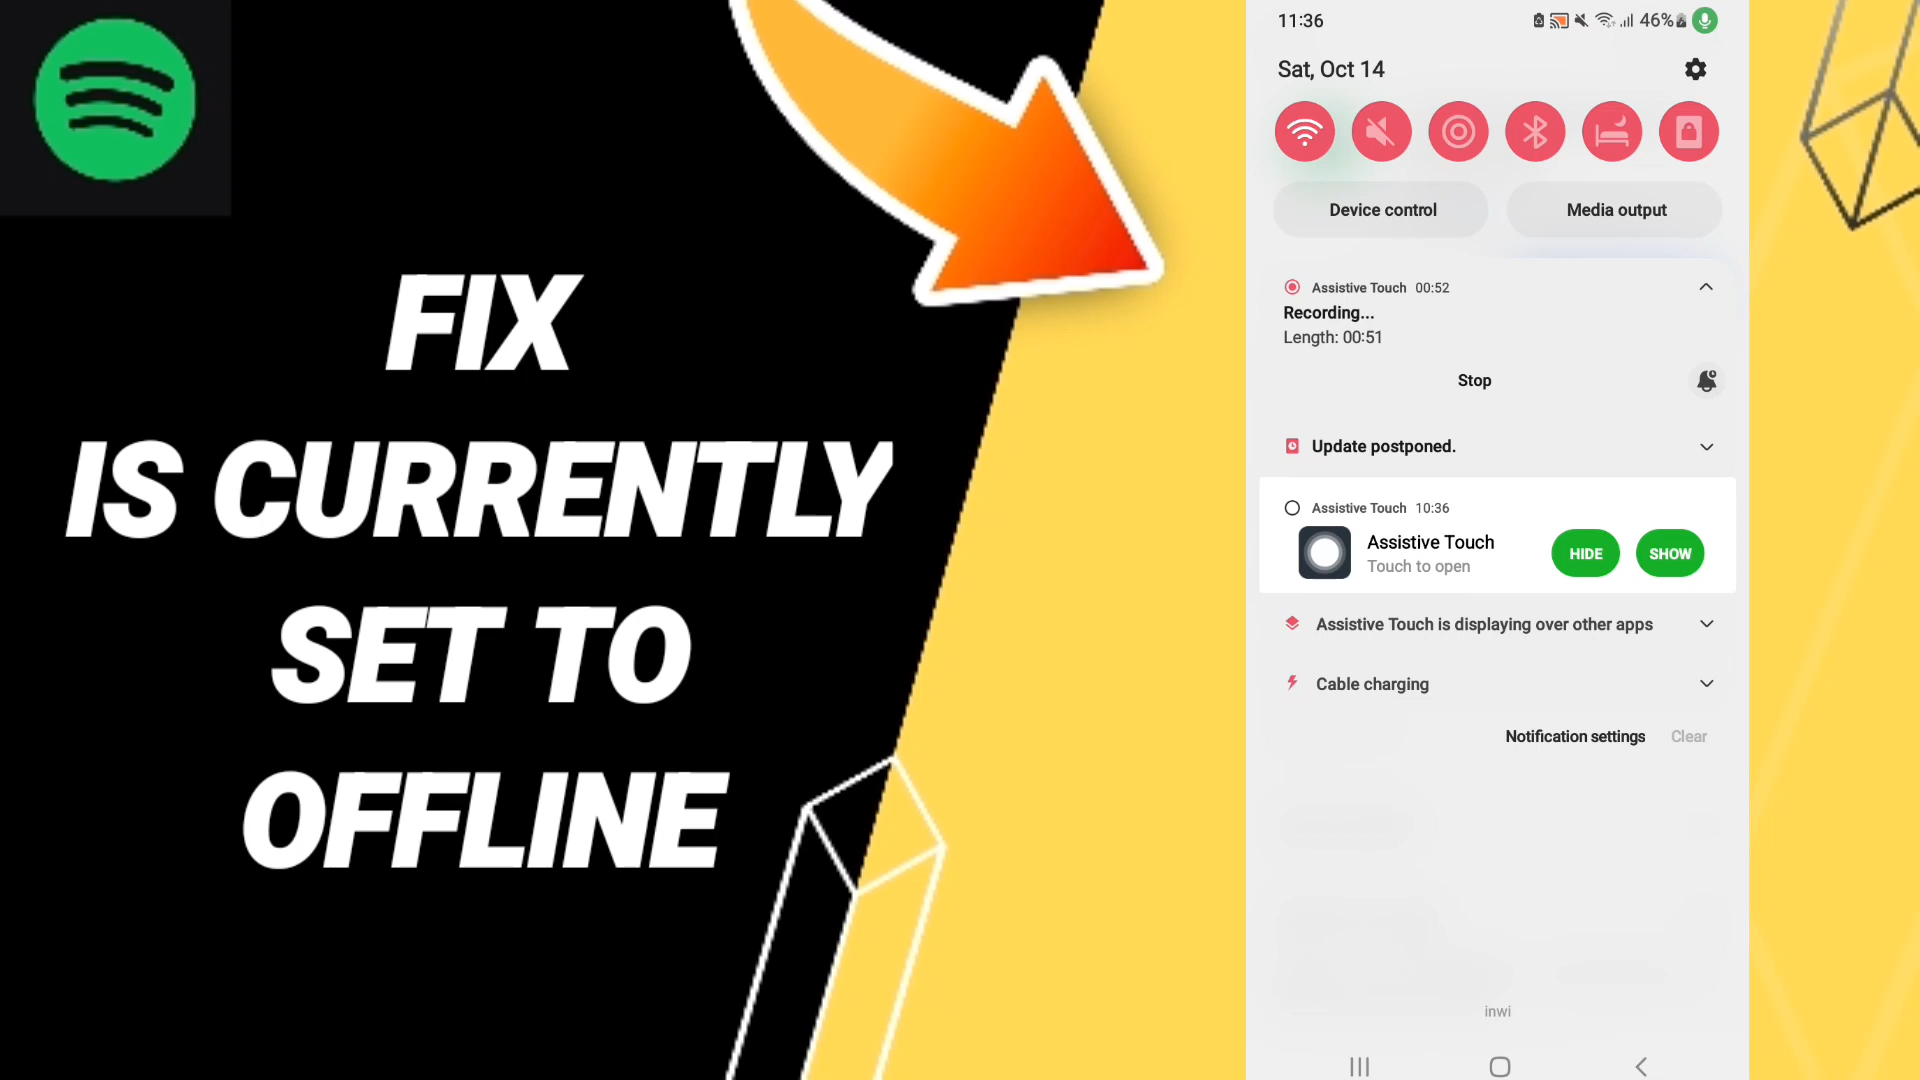 FIX
IS CURRENTLY
SET TO
OFFLINE
11:36
46%
Sat, Oct 14
Device control
Media output
Assistive Touch 00:52
Recording...
Length: 00:51
Stop
Update postponed.
Assistive Touch 10:36
Assistive Touch
Touch to open
HIDE
SHOW
Assistive Touch is displaying over other apps
Cable charging
Notification settings
Clear
inwi